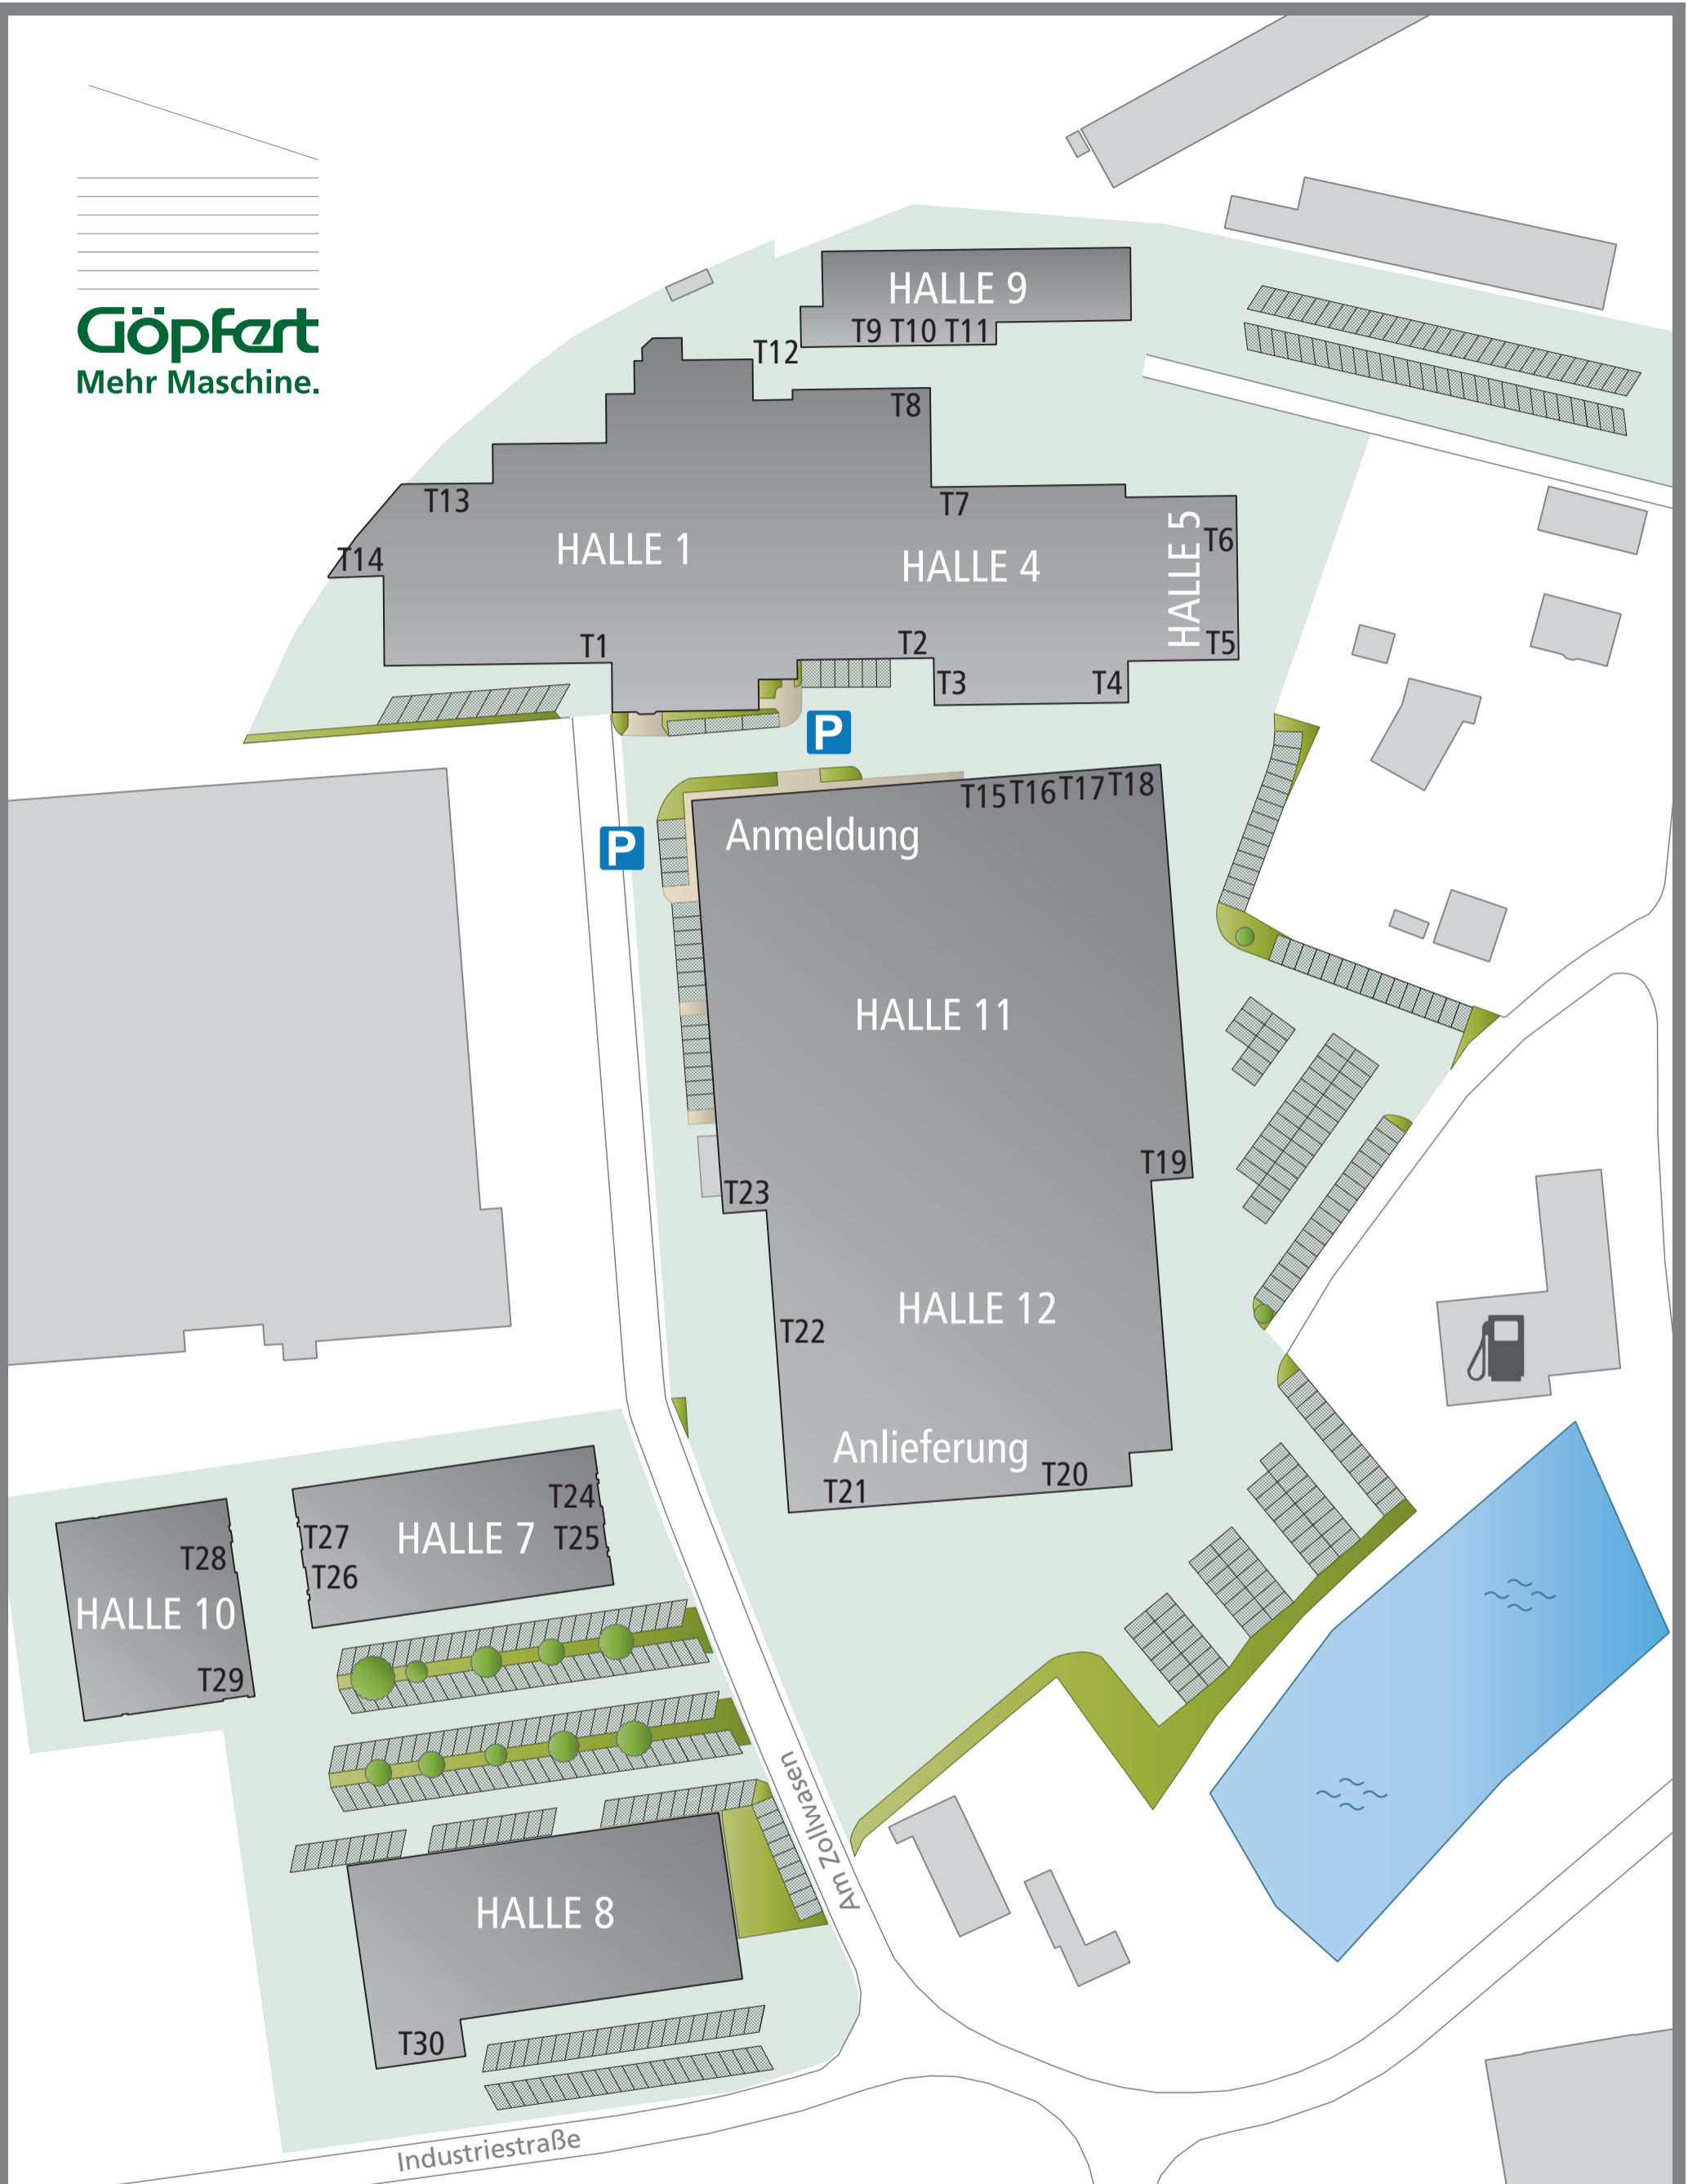 Göpfert
Mehr Maschine.
HALLE 9
T9 T10 T11
T12
T8
T13
T7
HALLE 1
HALLE 4
HALLE 5
T6
T14
T1
T2
T5
T3
T4
P
T15 T16 T17 T18
Anmeldung
P
HALLE 11
T19
T23
HALLE 12
T22
Anlieferung
T20
T21
T24
T27
HALLE 7
T25
T28
T26
HALLE 10
T29
Am Zollwasen
HALLE 8
T30
Industriestraße